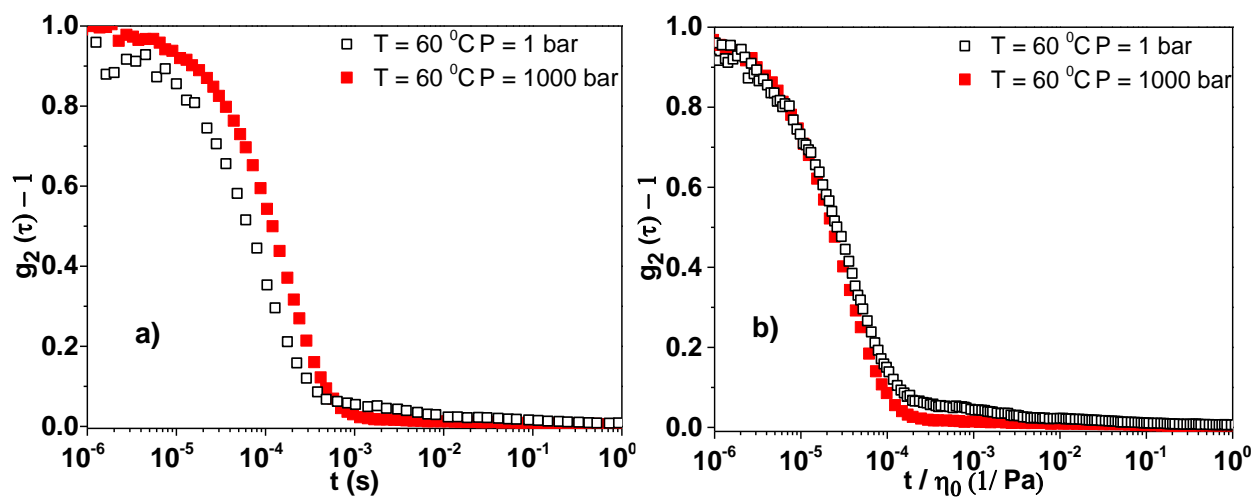 T = 60 ⁰C P = 1 bar
T = 60 ⁰C P = 1000 bar
a)
g₂ (τ) – 1
1.0
0.8
0.6
0.4
0.2
0.0
10⁻⁶ 10⁻⁵ 10⁻⁴ 10⁻³ 10⁻² 10⁻¹ 10⁰
t (s)
T = 60 ⁰C P = 1 bar
T = 60 ⁰C P = 1000 bar
b)
g₂ (τ) – 1
1.0
0.8
0.6
0.4
0.2
0.0
10⁻⁶ 10⁻⁵ 10⁻⁴ 10⁻³ 10⁻² 10⁻¹ 10⁰
t / η₀ (1/ Pa)